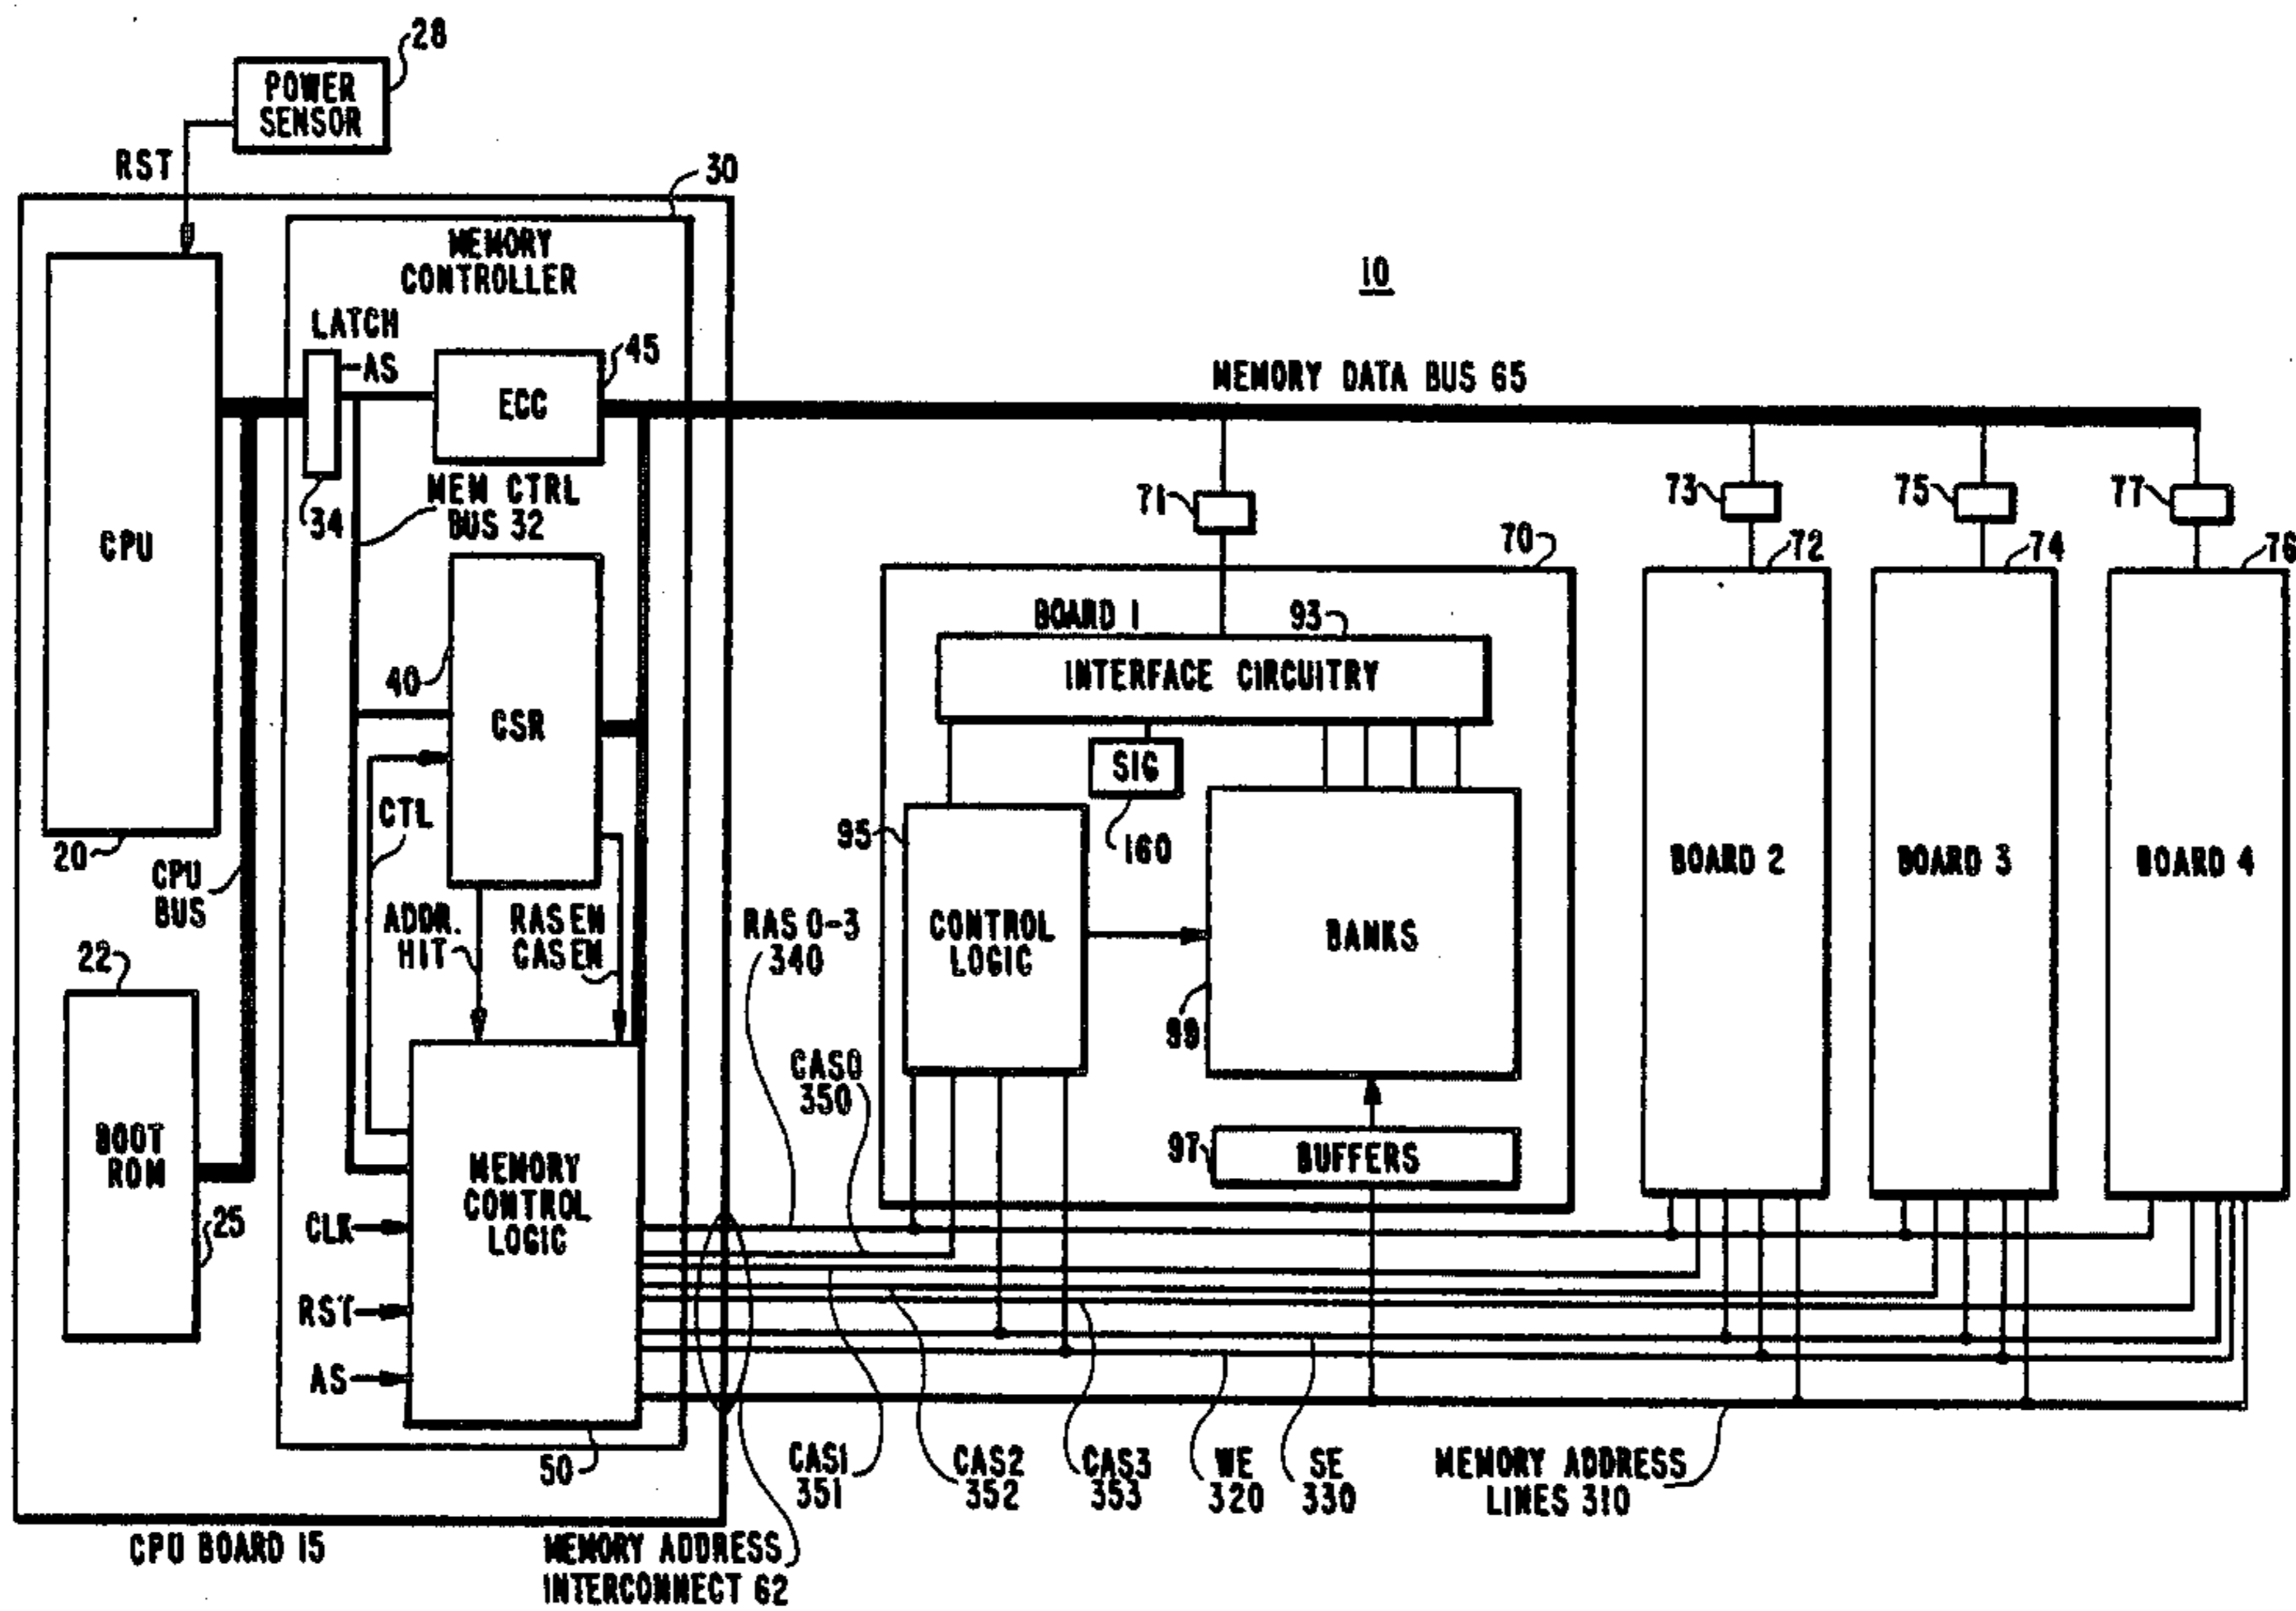 28
POWER
SENSOR
RST
30
MEMORY
CONTROLLER
10
LATCH
AS
45
ECC
MEMORY DATA BUS 65
34
MEM CTRL
BUS 32
CPU
71
73
75
77
70
72
74
76
BOARD 1
93
INTERFACE CIRCUITRY
40
CSR
SIG
160
CTL
95
20
CPU
BUS
BOARD 2
BOARD 3
BOARD 4
ADDR.
HIT
RASEN
CASEN
RAS 0-3
340
CONTROL
LOGIC
BANKS
99
22
CAS0
350
BOOT
ROM
25
97
BUFFERS
MEMORY
CONTROL
LOGIC
CLK
RST
AS
50
CAS1
351
CAS2
352
CAS3
353
WE
320
SE
330
MEMORY ADDRESS
LINES 310
CPU BOARD 15
MEMORY ADDRESS
INTERCONNECT 62